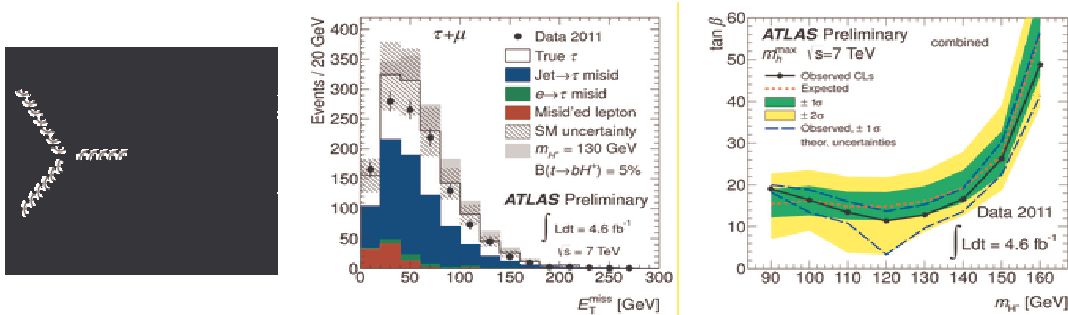 τ+μ
Data 2011
True τ
Jet→τ misid
e→τ misid
Misid'ed lepton
SM uncertainty
m_H⁺ = 130 GeV
B(t→bH⁺) = 5%
ATLAS Preliminary
∫ Ldt = 4.6 fb⁻¹
√s = 7 TeV
Events / 20 GeV
400
350
300
250
200
150
100
50
0
0 50 100 150 200 250 300
E_T^miss [GeV]
ATLAS Preliminary
m_h^max √s=7 TeV
combined
Observed CLs
Expected
± 1σ
± 2σ
Observed, ± 1σ
theor. uncertainties
Data 2011
∫ Ldt = 4.6 fb⁻¹
tan β
60
50
40
30
20
10
0
90 100 110 120 130 140 150 160
[GeV]